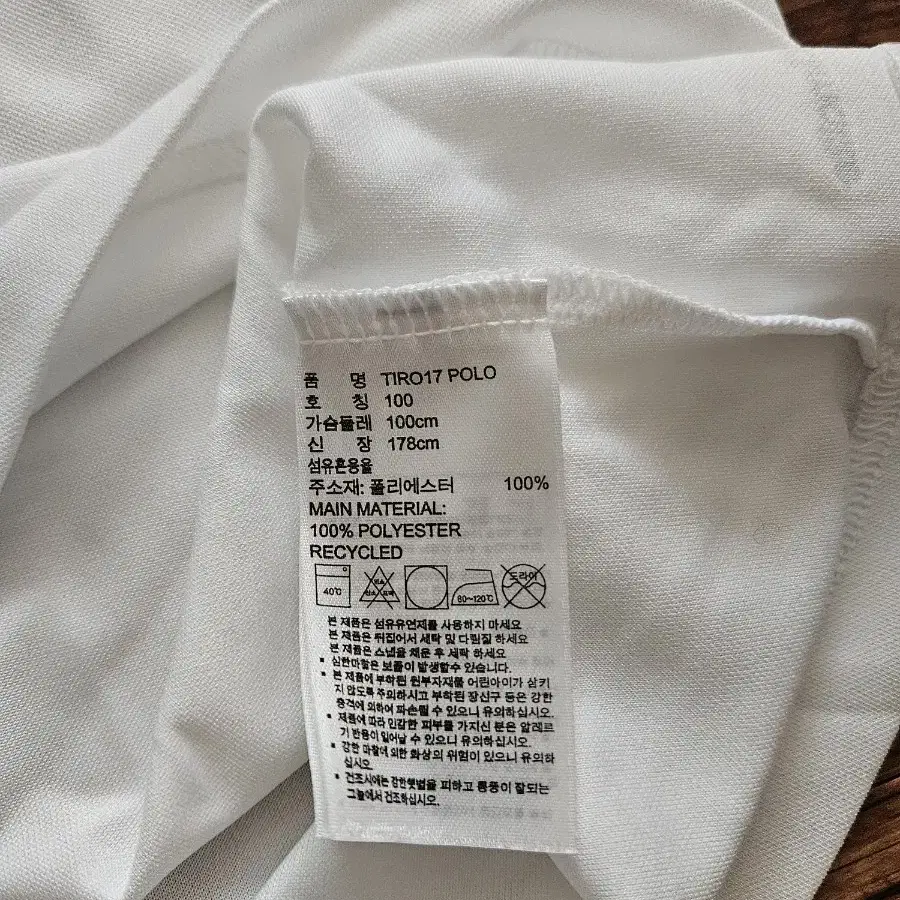 품 명 TIRO17 POLO
호 칭 100
가슴둘레 100cm
신 장 178cm
섬유혼용율
주소재: 폴리에스터 100%
MAIN MATERIAL:
100% POLYESTER
RECYCLED
40℃ 80~120℃ 드라이
본 제품은 섬유유연제를 사용하지 마세요
본 제품은 뒤집어서 세탁 및 다림질 하세요
본 제품은 스냅을 채운 후 세탁 하세요
• 심한마찰은 보풀이 발생할수 있습니다.
• 본 제품에 부착된 원부자재를 어린아이가 삼키
지 않도록 주의하시고 부착된 장신구 등은 강한
충격에 의하여 파손될 수 있으니 유의하십시오.
• 제품에 따라 민감한 피부를 가지신 분은 알레르
기 반응이 일어날 수 있으니 유의하십시오.
• 강한 마찰에 의한 화상의 위험이 있으니 유의하
십시오.
• 건조시에는 강한햇볕을 피하고 통풍이 잘되는
그늘에서 건조하십시오.